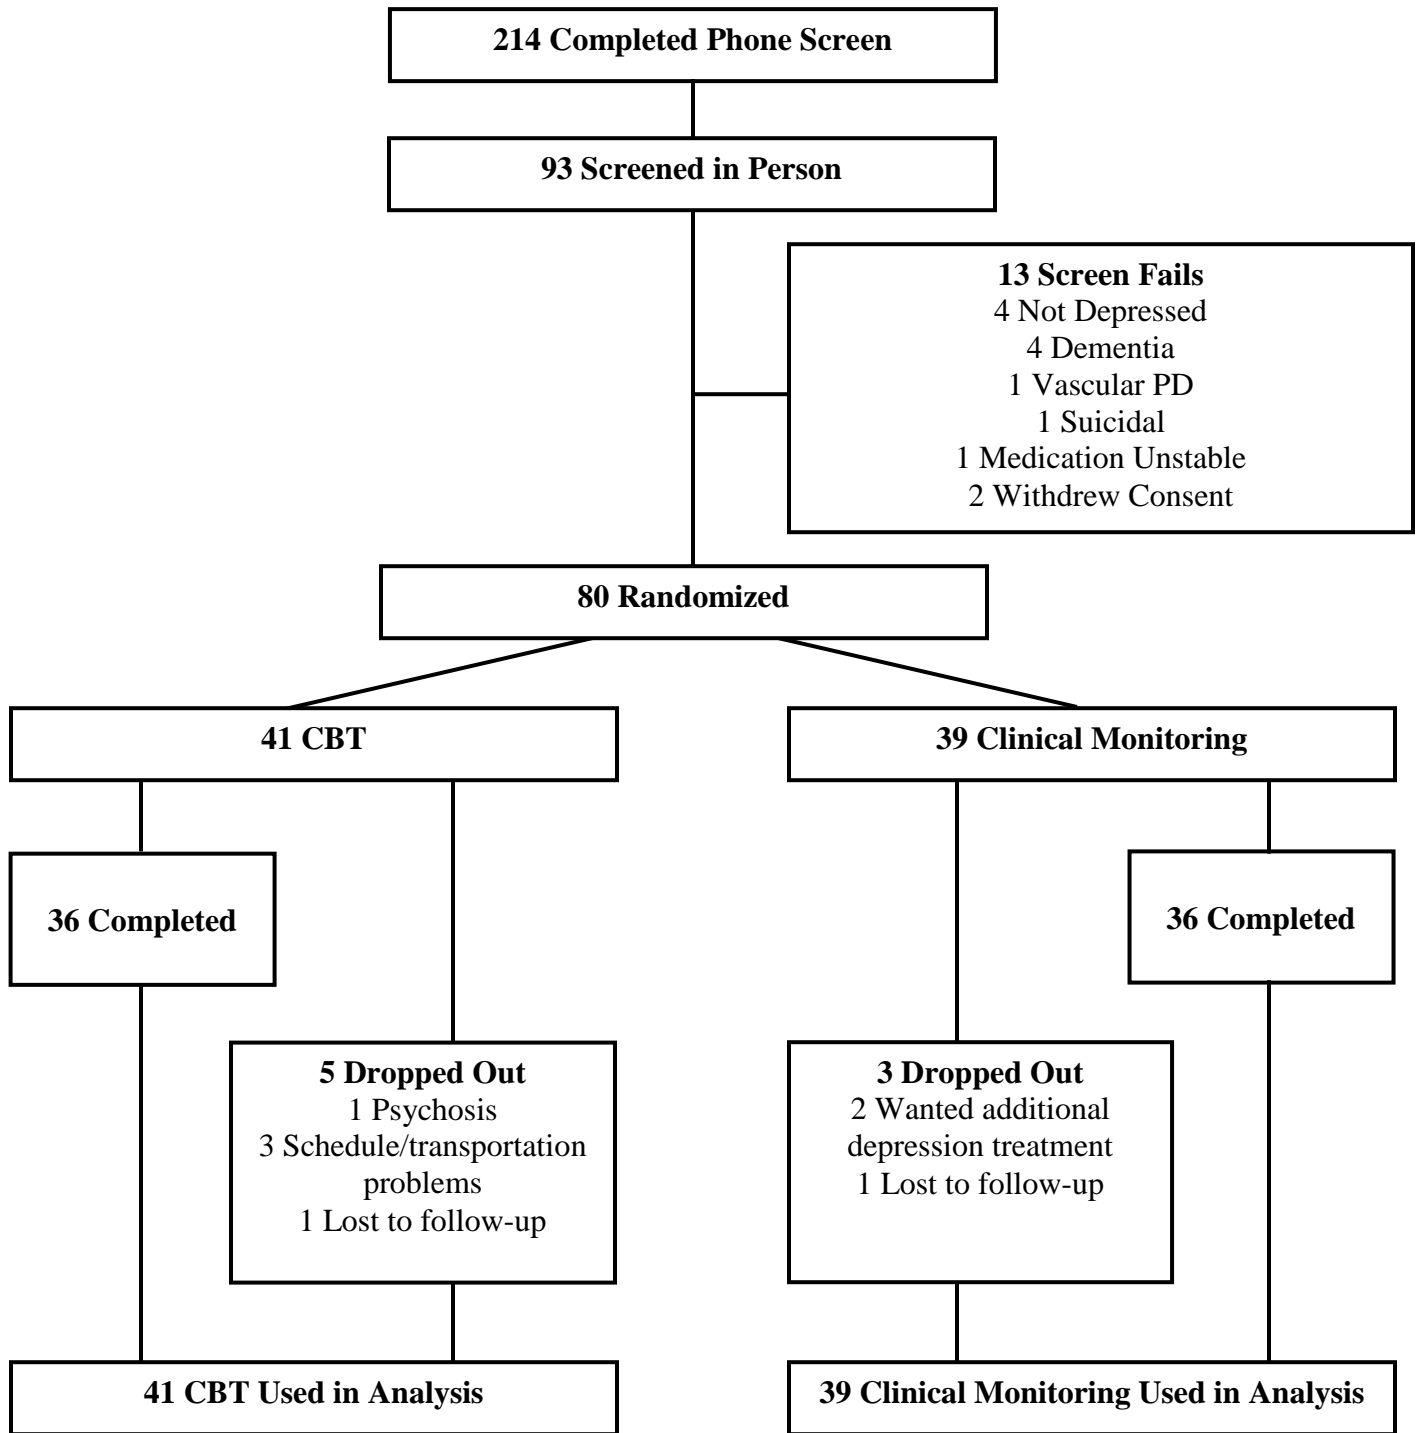 214 Completed Phone Screen
93 Screened in Person
13 Screen Fails
4 Not Depressed
4 Dementia
1 Vascular PD
1 Suicidal
1 Medication Unstable
2 Withdrew Consent
80 Randomized
41 CBT
39 Clinical Monitoring
36 Completed
36 Completed
5 Dropped Out
1 Psychosis
3 Schedule/transportation
problems
1 Lost to follow-up
3 Dropped Out
2 Wanted additional
depression treatment
1 Lost to follow-up
41 CBT Used in Analysis
39 Clinical Monitoring Used in Analysis